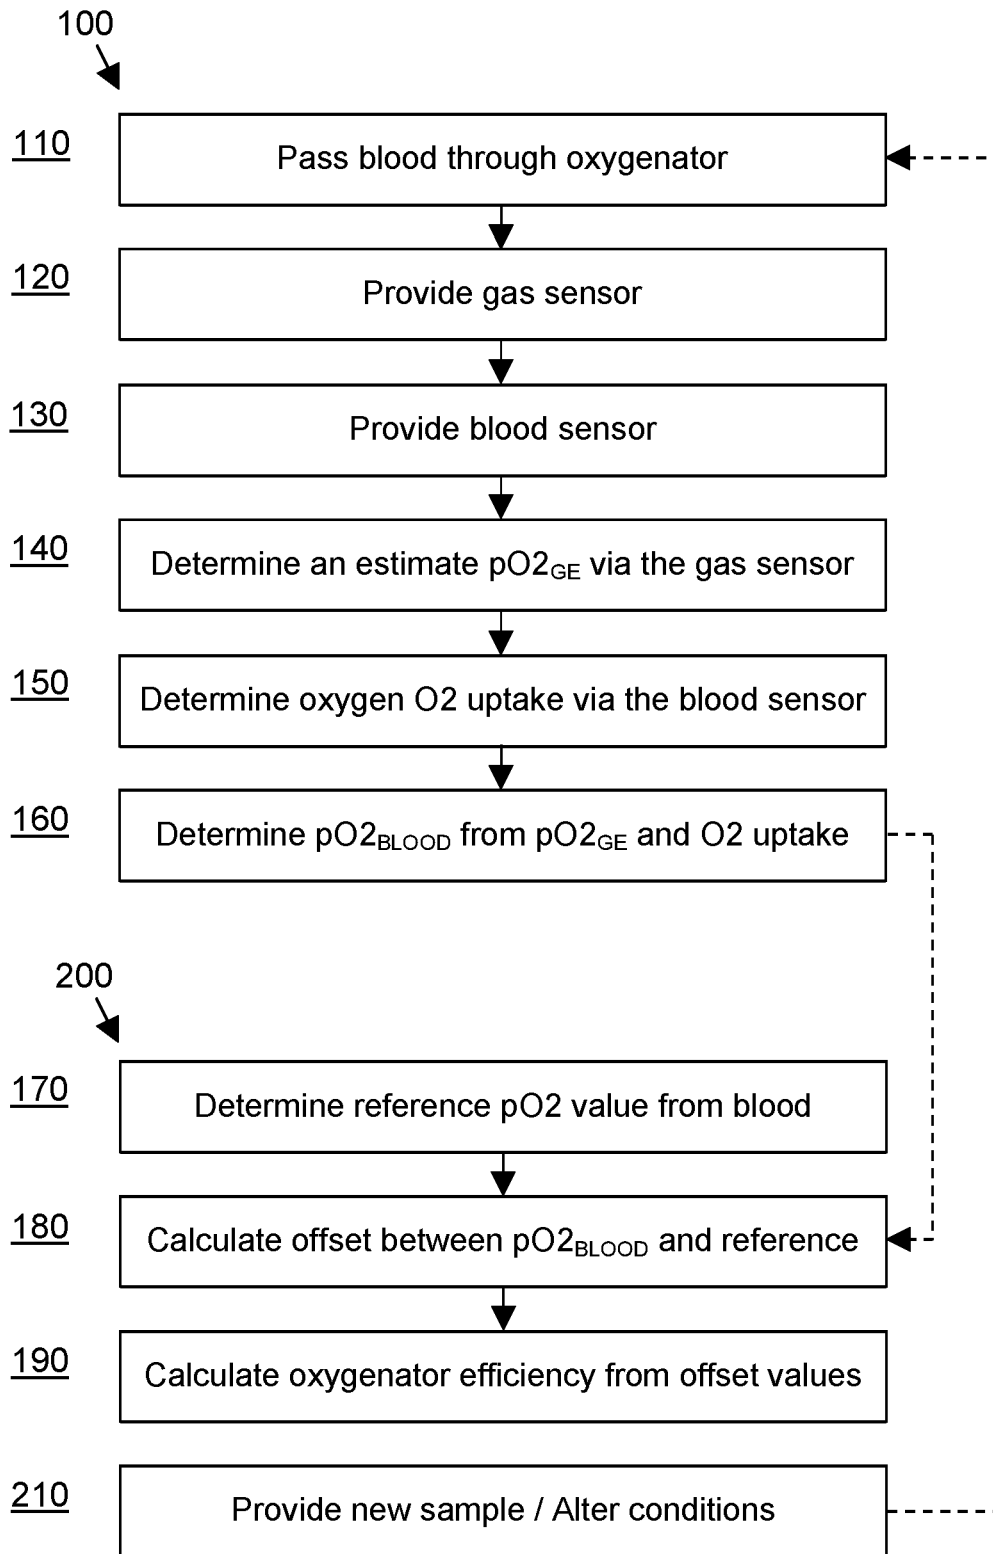 100
110 Pass blood through oxygenator
120 Provide gas sensor
130 Provide blood sensor
140 Determine an estimate pO2GE via the gas sensor
150 Determine oxygen O2 uptake via the blood sensor
160 Determine pO2BLOOD from pO2GE and O2 uptake
200
170 Determine reference pO2 value from blood
180 Calculate offset between pO2BLOOD and reference
190 Calculate oxygenator efficiency from offset values
210 Provide new sample / Alter conditions